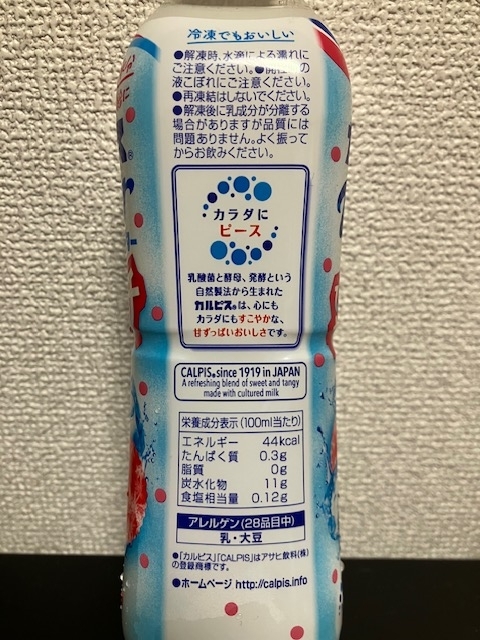 冷凍でもおいしい
●解凍時、水滴による濡れに
ご注意ください。●開栓時の
液こぼれにご注意ください。
●再凍結はしないでください。
●解凍後に乳成分が分離する
場合がありますが品質には
問題ありません。よく振って
からお飲みください。
カラダに
ピース
乳酸菌と酵母、発酵という
自然製法から生まれた
カルピス®は、心にも
カラダにもすこやかな、
甘ずっぱいおいしさです。
CALPIS®since 1919 in JAPAN
A refreshing blend of sweet and tangy
made with cultured milk
栄養成分表示(100ml当たり)
エネルギー 44kcal
たんぱく質 0.3g
脂質 0g
炭水化物 11g
食塩相当量 0.12g
アレルゲン(28品目中)
乳・大豆
●「カルピス」「CALPIS」はアサヒ飲料(株)
の登録商標です。
●ホームページ http://calpis.info